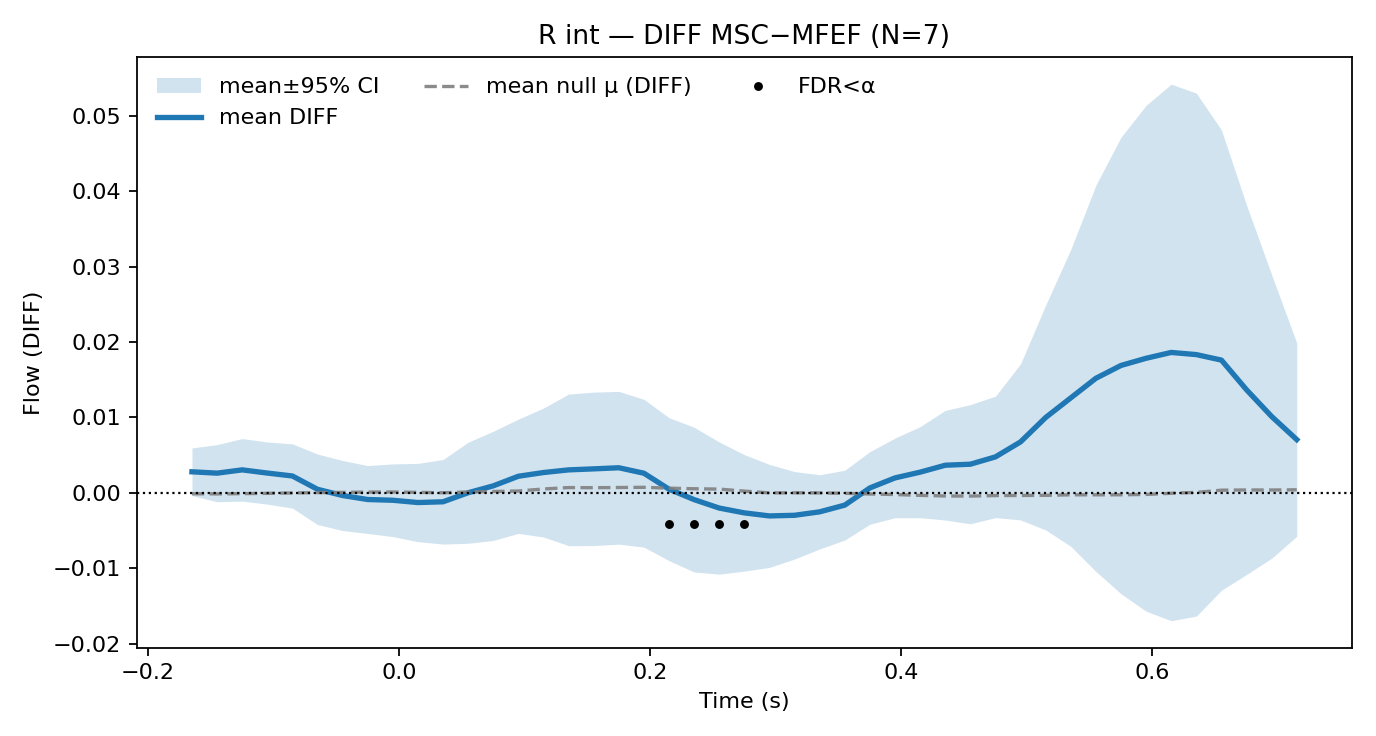 R int — DIFF MSC−MFEF (N=7)
mean±95% CI
mean DIFF
mean null μ (DIFF)
FDR<α
Flow (DIFF)
0.05
0.04
0.03
0.02
0.01
0.00
−0.01
−0.02
−0.2
0.0
0.2
0.4
0.6
Time (s)